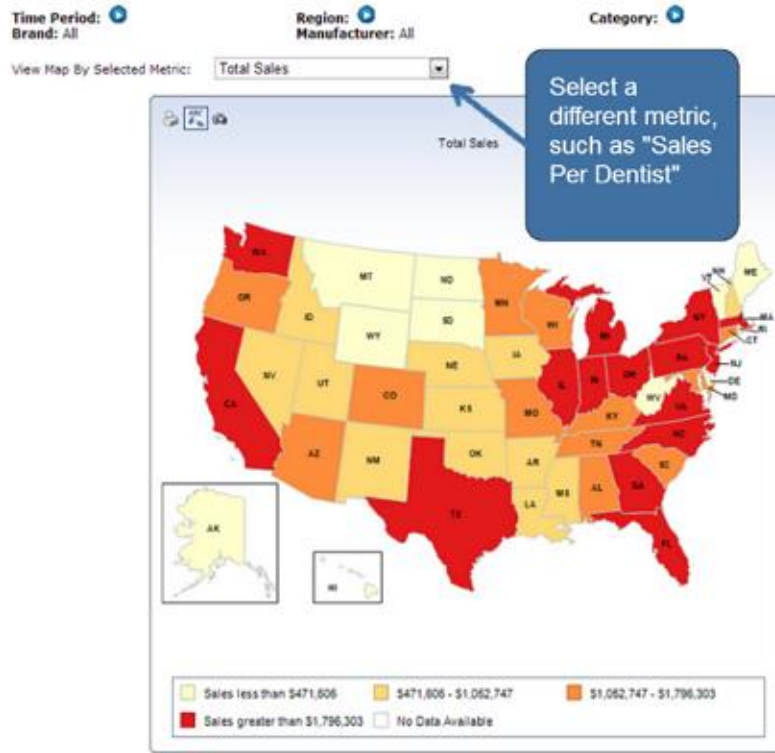 Time Period:
Region:
Category:
Brand: All
Manufacturer: All
View Map By Selected Metric: Total Sales
Select a
different metric,
such as "Sales
Per Dentist"
Total Sales
WA
MT
ND
MN
VT
NH
ME
OR
ID
SD
WI
NY
MA
RI
CT
WY
MI
PA
NJ
DE
MD
NV
UT
CO
NE
IA
IL
IN
OH
WV
VA
CA
KS
MO
KY
NC
AZ
NM
OK
AR
TN
SC
TX
LA
MS
AL
GA
FL
AK
HI
Sales less than $471,606
$471,606 - $1,052,747
$1,052,747 - $1,796,303
Sales greater than $1,796,303
No Data Available